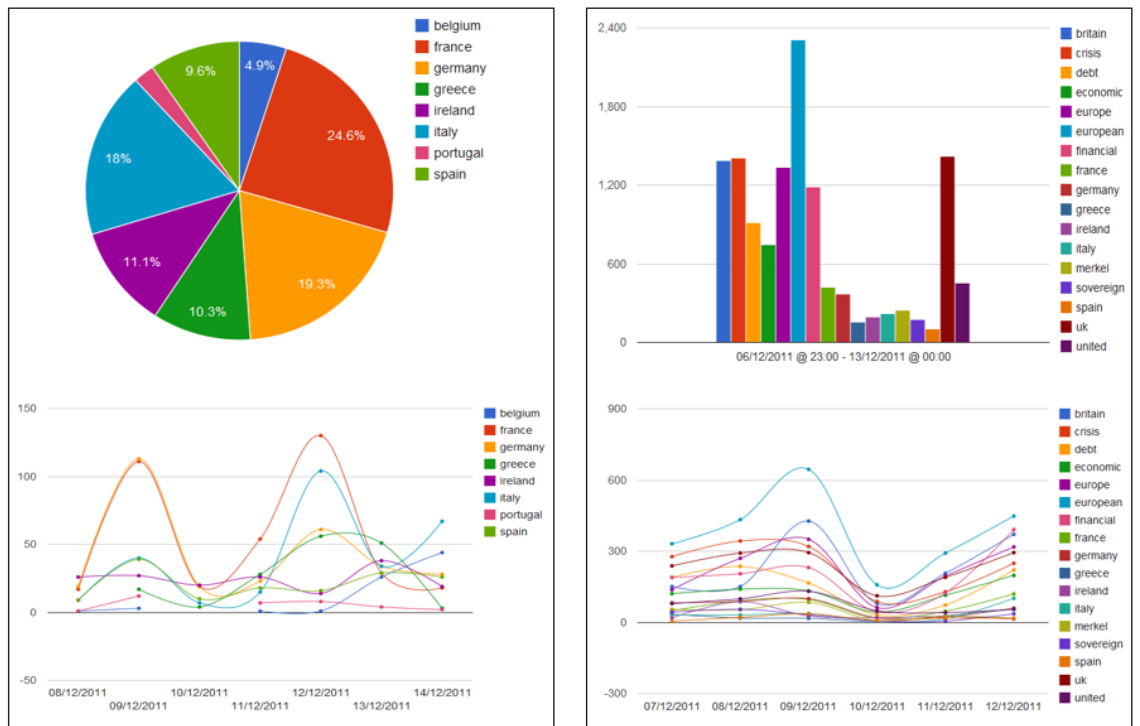 belgium
france
germany
greece
ireland
italy
portugal
spain
4.9%
24.6%
19.3%
10.3%
11.1%
18%
9.6%
2,400
1,800
1,200
600
0
06/12/2011 @ 23:00 - 13/12/2011 @ 00:00
britain
crisis
debt
economic
europe
european
financial
france
germany
greece
ireland
italy
merkel
sovereign
spain
uk
united
150
100
50
0
-50
08/12/2011
09/12/2011
10/12/2011
11/12/2011
12/12/2011
13/12/2011
14/12/2011
belgium
france
germany
greece
ireland
italy
portugal
spain
900
600
300
0
-300
07/12/2011
08/12/2011
09/12/2011
10/12/2011
11/12/2011
12/12/2011
britain
crisis
debt
economic
europe
european
financial
france
germany
greece
ireland
italy
merkel
sovereign
spain
uk
united